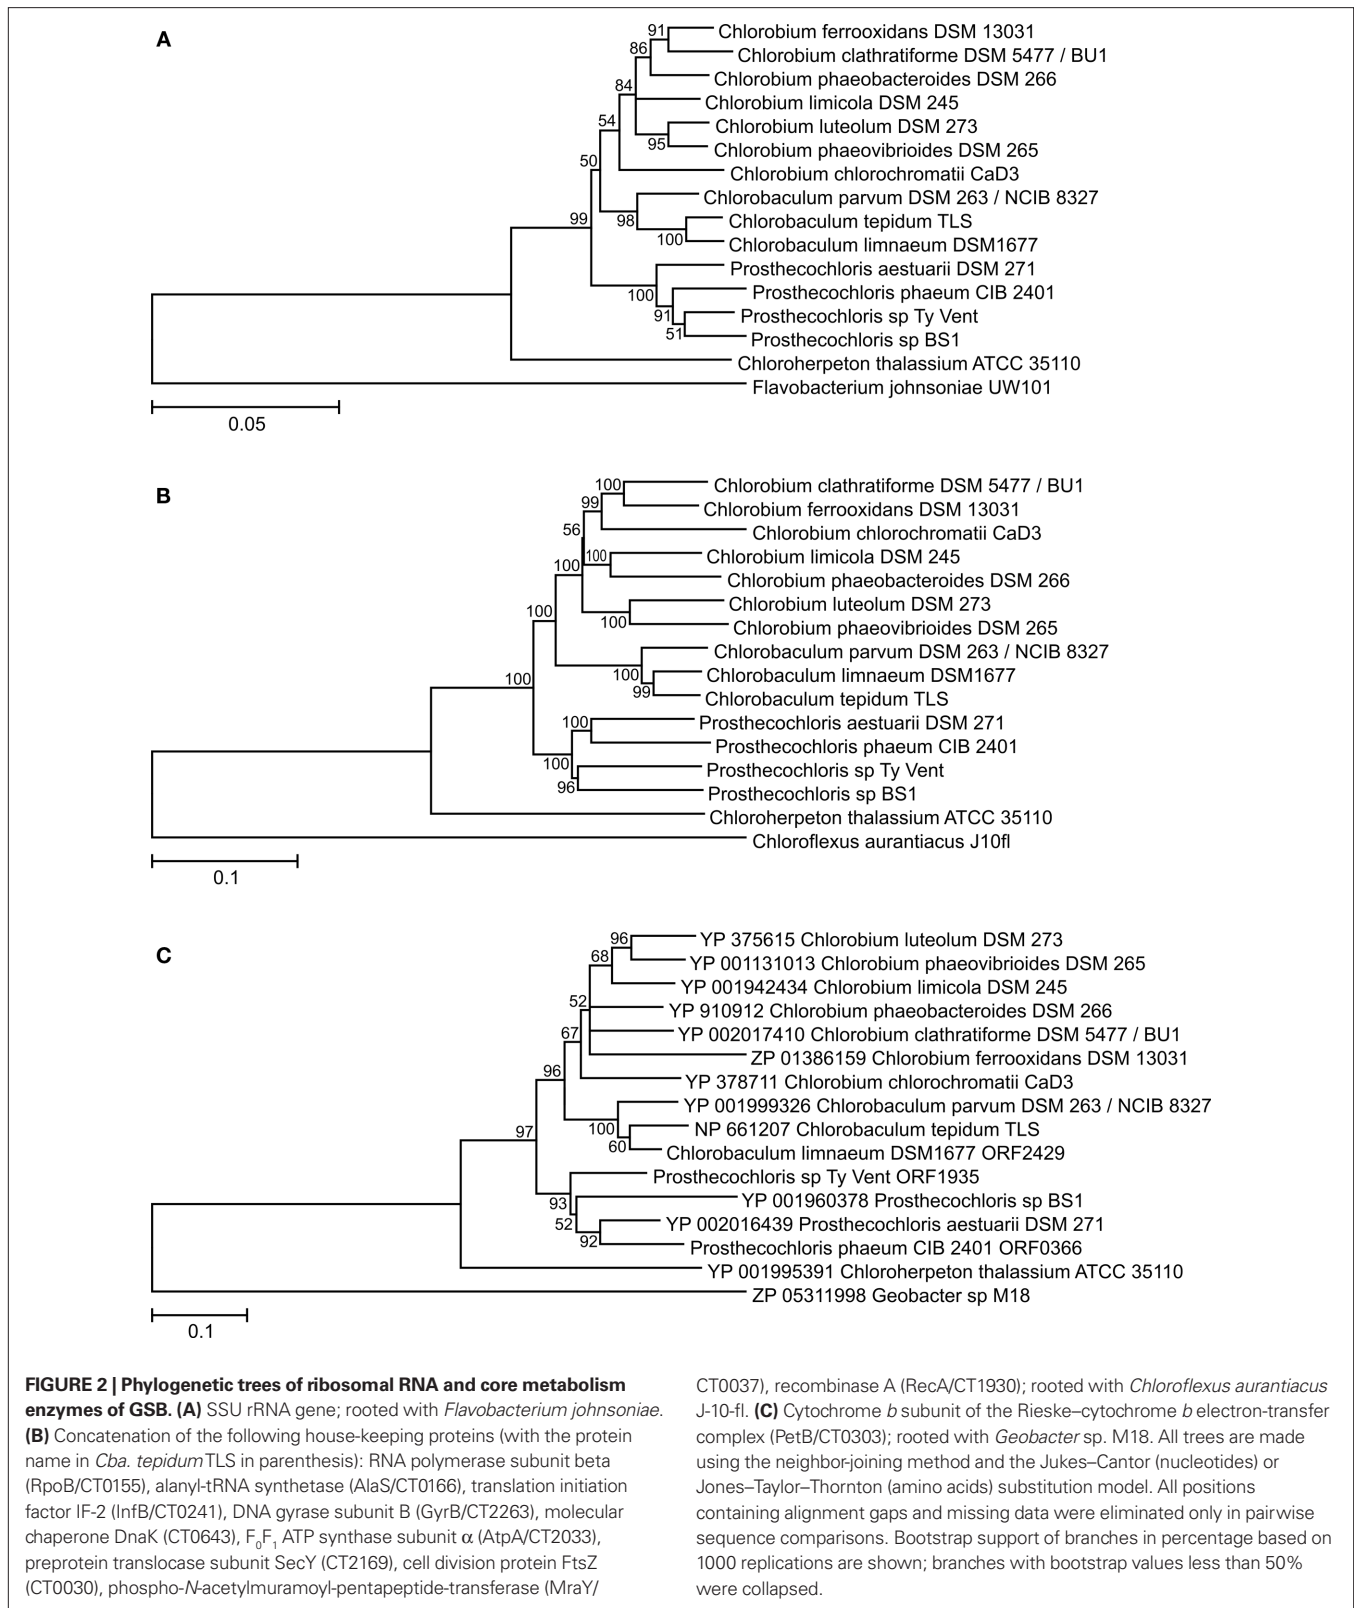 A
91
Chlorobium ferrooxidans DSM 13031
86
Chlorobium clathratiforme DSM 5477 / BU1
Chlorobium phaeobacteroides DSM 266
84
Chlorobium limicola DSM 245
54
Chlorobium luteolum DSM 273
95
Chlorobium phaeovibrioides DSM 265
50
Chlorobium chlorochromatii CaD3
Chlorobaculum parvum DSM 263 / NCIB 8327
99
98
Chlorobaculum tepidum TLS
100
Chlorobaculum limnaeum DSM1677
Prosthecochloris aestuarii DSM 271
100
Prosthecochloris phaeum CIB 2401
91
Prosthecochloris sp Ty Vent
51
Prosthecochloris sp BS1
Chloroherpeton thalassium ATCC 35110
Flavobacterium johnsoniae UW101
0.05
B
100
Chlorobium clathratiforme DSM 5477 / BU1
99
Chlorobium ferrooxidans DSM 13031
56
Chlorobium chlorochromatii CaD3
100
Chlorobium limicola DSM 245
100
Chlorobium phaeobacteroides DSM 266
100
Chlorobium luteolum DSM 273
100
Chlorobium phaeovibrioides DSM 265
Chlorobaculum parvum DSM 263 / NCIB 8327
100
100
Chlorobaculum limnaeum DSM1677
99
Chlorobaculum tepidum TLS
100
Prosthecochloris aestuarii DSM 271
Prosthecochloris phaeum CIB 2401
100
Prosthecochloris sp Ty Vent
96
Prosthecochloris sp BS1
Chloroherpeton thalassium ATCC 35110
Chloroflexus aurantiacus J10fl
0.1
C
96
YP 375615 Chlorobium luteolum DSM 273
68
YP 001131013 Chlorobium phaeovibrioides DSM 265
YP 001942434 Chlorobium limicola DSM 245
52
YP 910912 Chlorobium phaeobacteroides DSM 266
67
YP 002017410 Chlorobium clathratiforme DSM 5477 / BU1
ZP 01386159 Chlorobium ferrooxidans DSM 13031
96
YP 378711 Chlorobium chlorochromatii CaD3
YP 001999326 Chlorobaculum parvum DSM 263 / NCIB 8327
97
100
NP 661207 Chlorobaculum tepidum TLS
60
Chlorobaculum limnaeum DSM1677 ORF2429
Prosthecochloris sp Ty Vent ORF1935
93
YP 001960378 Prosthecochloris sp BS1
52
YP 002016439 Prosthecochloris aestuarii DSM 271
92
Prosthecochloris phaeum CIB 2401 ORF0366
YP 001995391 Chloroherpeton thalassium ATCC 35110
ZP 05311998 Geobacter sp M18
0.1
FIGURE 2 | Phylogenetic trees of ribosomal RNA and core metabolism
enzymes of GSB. (A) SSU rRNA gene; rooted with Flavobacterium johnsoniae.
(B) Concatenation of the following house-keeping proteins (with the protein
name in Cba. tepidum TLS in parenthesis): RNA polymerase subunit beta
(RpoB/CT0155), alanyl-tRNA synthetase (AlaS/CT0166), translation initiation
factor IF-2 (InfB/CT0241), DNA gyrase subunit B (GyrB/CT2263), molecular
chaperone DnaK (CT0643), F0F1 ATP synthase subunit α (AtpA/CT2033),
preprotein translocase subunit SecY (CT2169), cell division protein FtsZ
(CT0030), phospho-N-acetylmuramoyl-pentapeptide-transferase (MraY/
CT0037), recombinase A (RecA/CT1930); rooted with Chloroflexus aurantiacus
J-10-fl. (C) Cytochrome b subunit of the Rieske–cytochrome b electron-transfer
complex (PetB/CT0303); rooted with Geobacter sp. M18. All trees are made
using the neighbor-joining method and the Jukes–Cantor (nucleotides) or
Jones–Taylor–Thornton (amino acids) substitution model. All positions
containing alignment gaps and missing data were eliminated only in pairwise
sequence comparisons. Bootstrap support of branches in percentage based on
1000 replications are shown; branches with bootstrap values less than 50%
were collapsed.